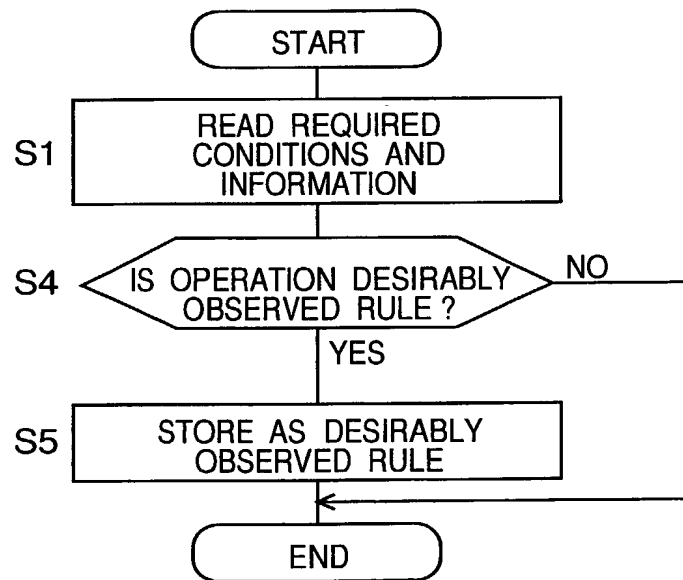 START
S1
READ REQUIRED
CONDITIONS AND
INFORMATION
S4
IS OPERATION DESIRABLY
OBSERVED RULE ?
NO
YES
S5
STORE AS DESIRABLY
OBSERVED RULE
END